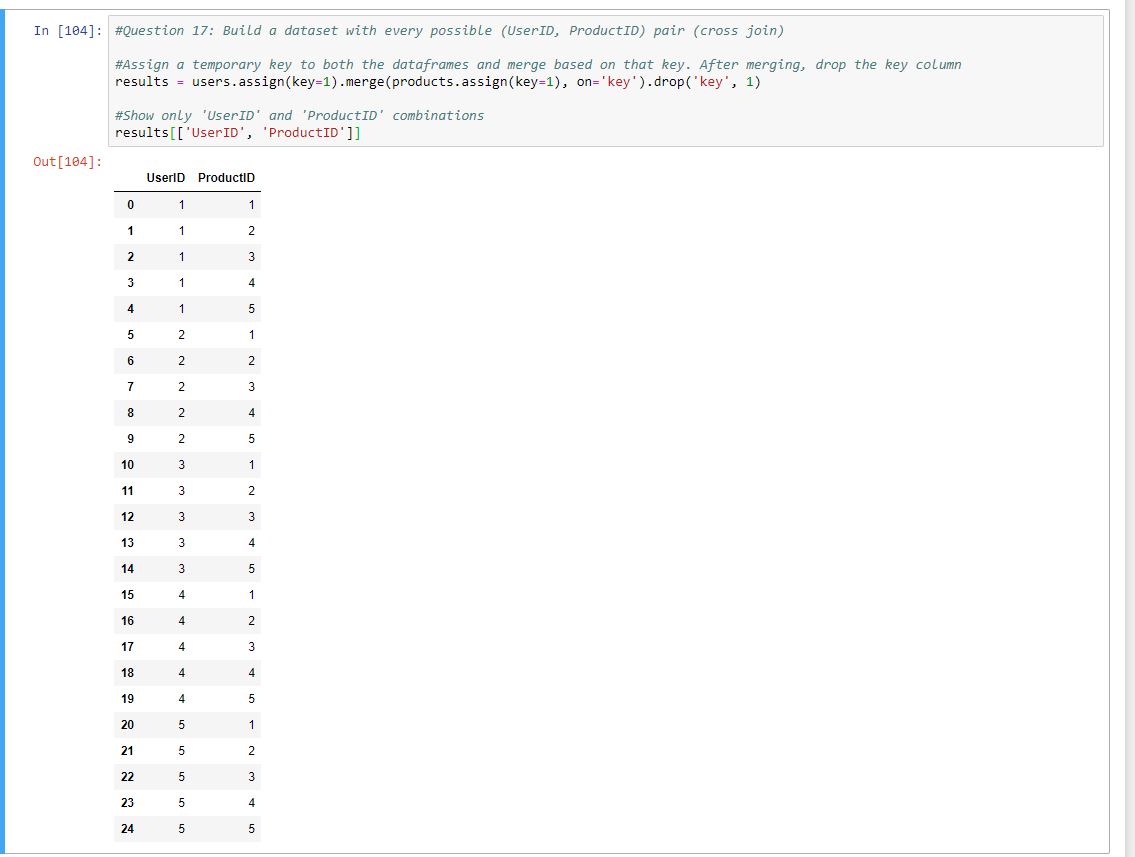 In [104]: #Question 17: Build a dataset with every possible (UserID, ProductID) pair (cross join)
#Assign a temporary key to both the dataframes and merge based on that key. After merging, drop the key column
results = users.assign(key=1).merge(products.assign(key=1), on='key').drop('key', 1)
#Show only 'UserID' and 'ProductID' combinations
results[['UserID', 'ProductID']]
Out[104]:
UserID ProductID
0 1 1
1 1 2
2 1 3
3 1 4
4 1 5
5 2 1
6 2 2
7 2 3
8 2 4
9 2 5
10 3 1
11 3 2
12 3 3
13 3 4
14 3 5
15 4 1
16 4 2
17 4 3
18 4 4
19 4 5
20 5 1
21 5 2
22 5 3
23 5 4
24 5 5